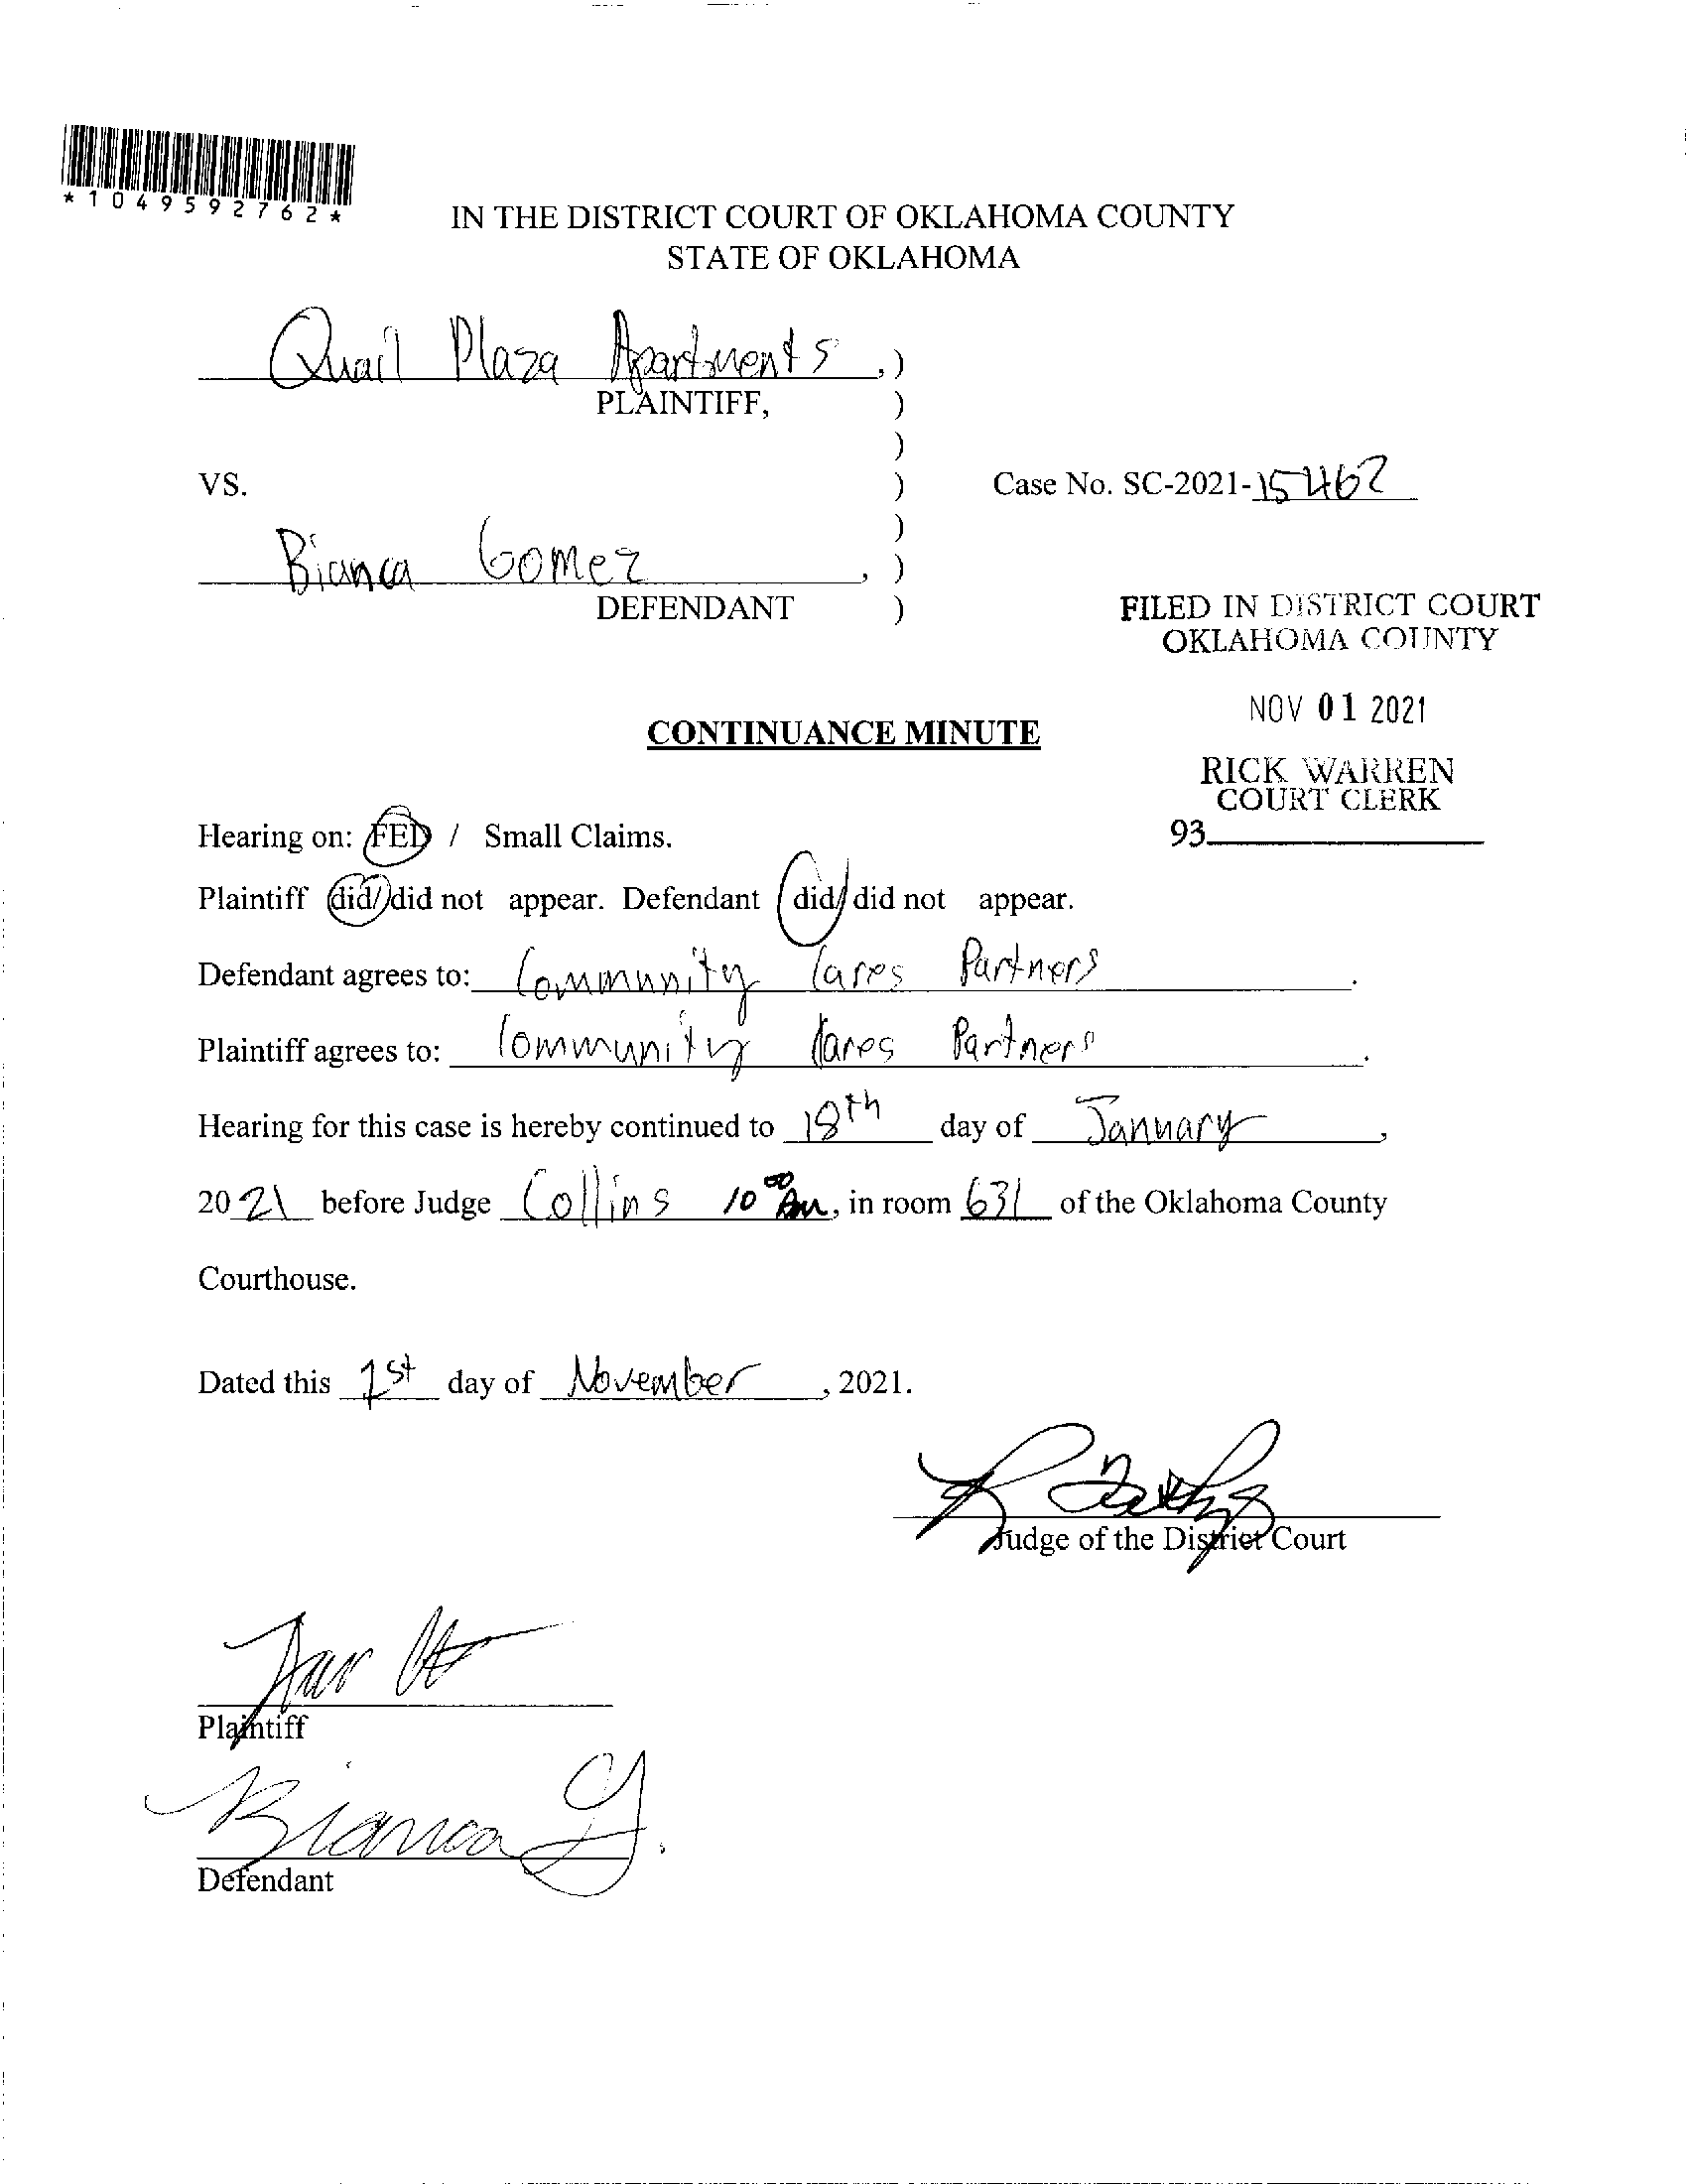 *1049592762*
IN THE DISTRICT COURT OF OKLAHOMA COUNTY
STATE OF OKLAHOMA
Quail Plaza Apartments,)
PLAINTIFF, )
)
VS. ) Case No. SC-2021-15462
)
Bianca Gomez, )
DEFENDANT )
FILED IN DISTRICT COURT
OKLAHOMA COUNTY
NOV 01 2021
CONTINUANCE MINUTE
RICK WARREN
COURT CLERK
93
Hearing on: FED / Small Claims.
Plaintiff did/did not appear. Defendant did/did not appear.
Defendant agrees to: Community Cares Partners.
Plaintiff agrees to: Community Cares Partners.
Hearing for this case is hereby continued to 18th day of January,
2021 before Judge Collins 10 00 AM, in room 631 of the Oklahoma County
Courthouse.
Dated this 1st day of November, 2021.
Judge of the District Court
Plaintiff
Bianca G.
Defendant